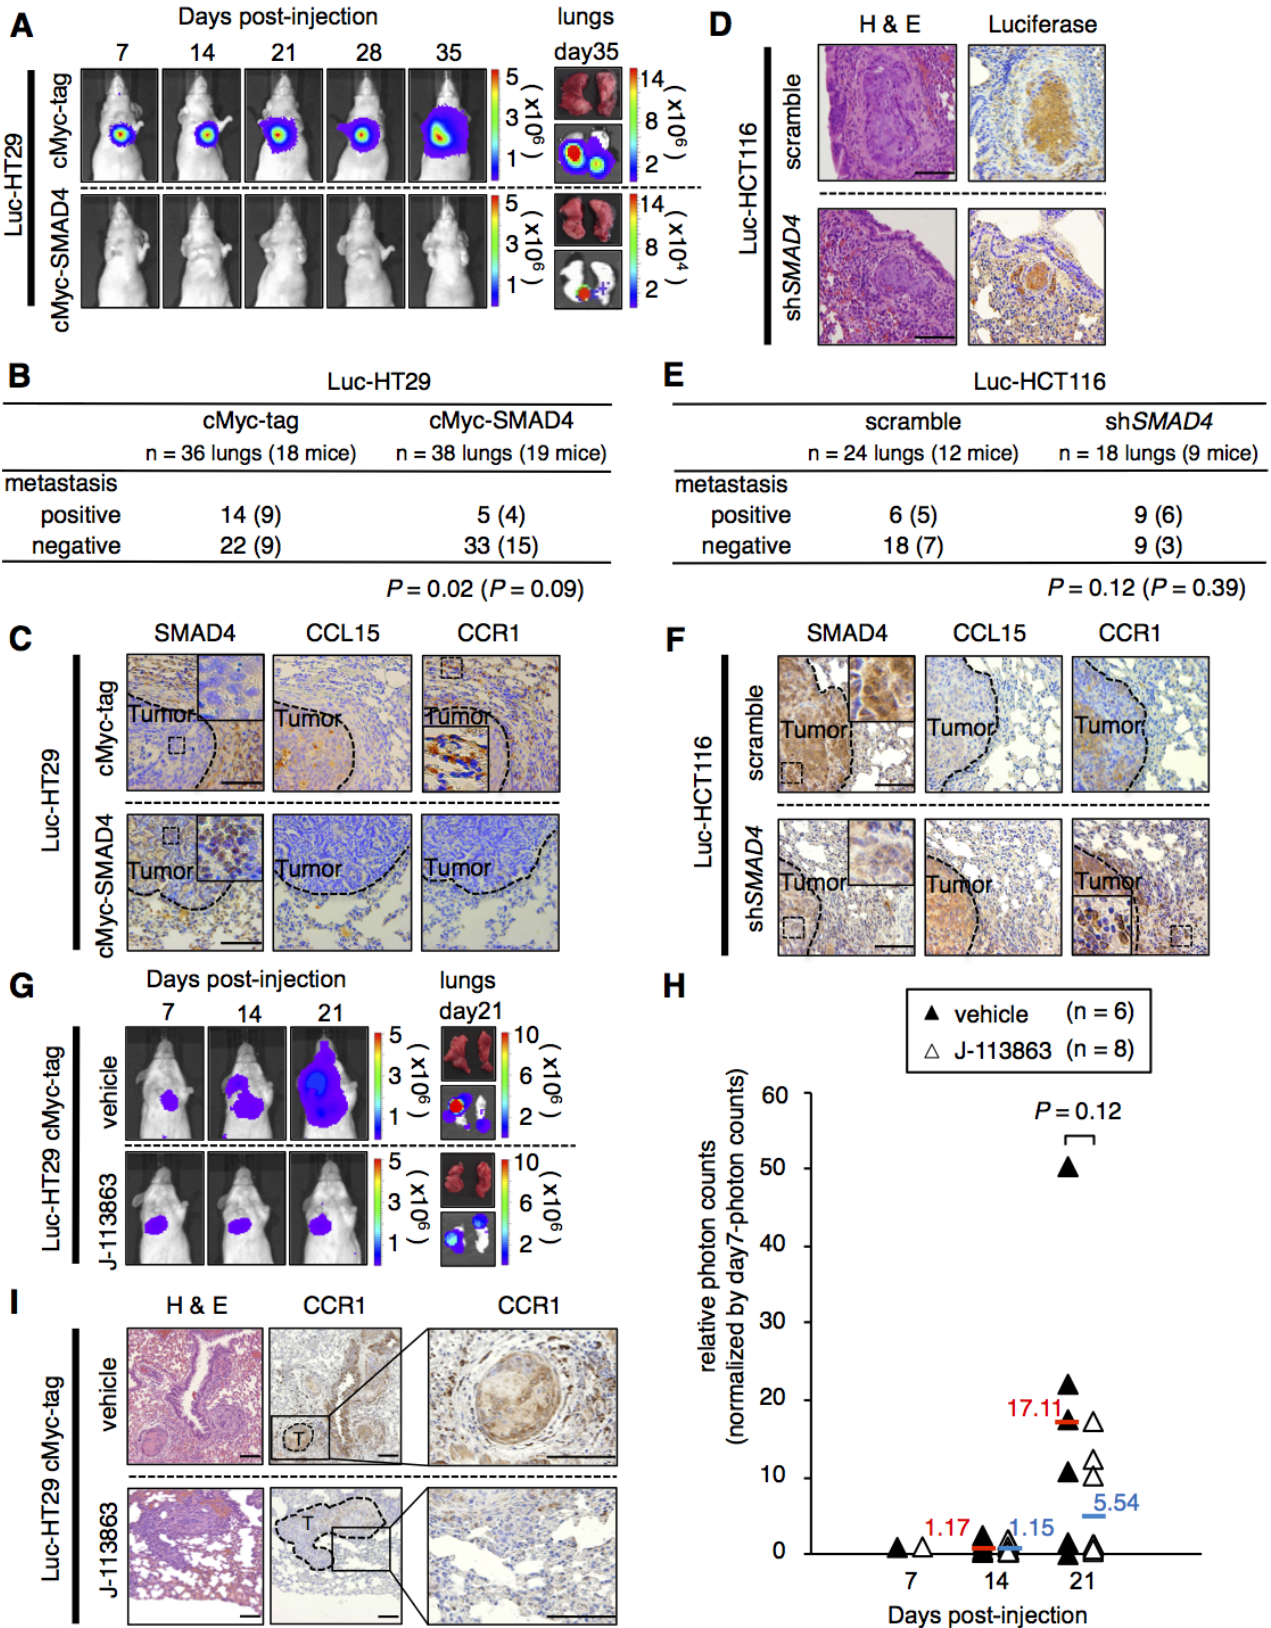 A
Days post-injection
lungs
7 14 21 28 35
day35
Luc-HT29
cMyc-tag
5
3
1
(x10⁶)
14
8
2
(x10⁶)
cMyc-SMAD4
5
3
1
(x10⁶)
14
8
2
(x10⁴)
D
H & E
Luciferase
Luc-HCT116
scramble
shSMAD4
B
Luc-HT29
cMyc-tag cMyc-SMAD4
n = 36 lungs (18 mice) n = 38 lungs (19 mice)
metastasis
positive 14 (9) 5 (4)
negative 22 (9) 33 (15)
P = 0.02 (P = 0.09)
E
Luc-HCT116
scramble shSMAD4
n = 24 lungs (12 mice) n = 18 lungs (9 mice)
metastasis
positive 6 (5) 9 (6)
negative 18 (7) 9 (3)
P = 0.12 (P = 0.39)
C
SMAD4 CCL15 CCR1
Luc-HT29
cMyc-tag
Tumor Tumor Tumor
cMyc-SMAD4
Tumor Tumor Tumor
F
SMAD4 CCL15 CCR1
Luc-HCT116
scramble
Tumor Tumor Tumor
shSMAD4
Tumor Tumor Tumor
G
Days post-injection
lungs
7 14 21
day21
Luc-HT29 cMyc-tag
vehicle
5
3
1
(x10⁶)
10
6
2
(x10⁶)
J-113863
5
3
1
(x10⁶)
10
6
2
(x10⁶)
H
▲ vehicle (n = 6)
△ J-113863 (n = 8)
relative photon counts
(normalized by day7-photon counts)
60
50
40
30
20
10
0
P = 0.12
17.11
5.54
1.17
1.15
7 14 21
Days post-injection
I
H & E CCR1 CCR1
Luc-HT29 cMyc-tag
vehicle
T
J-113863
T